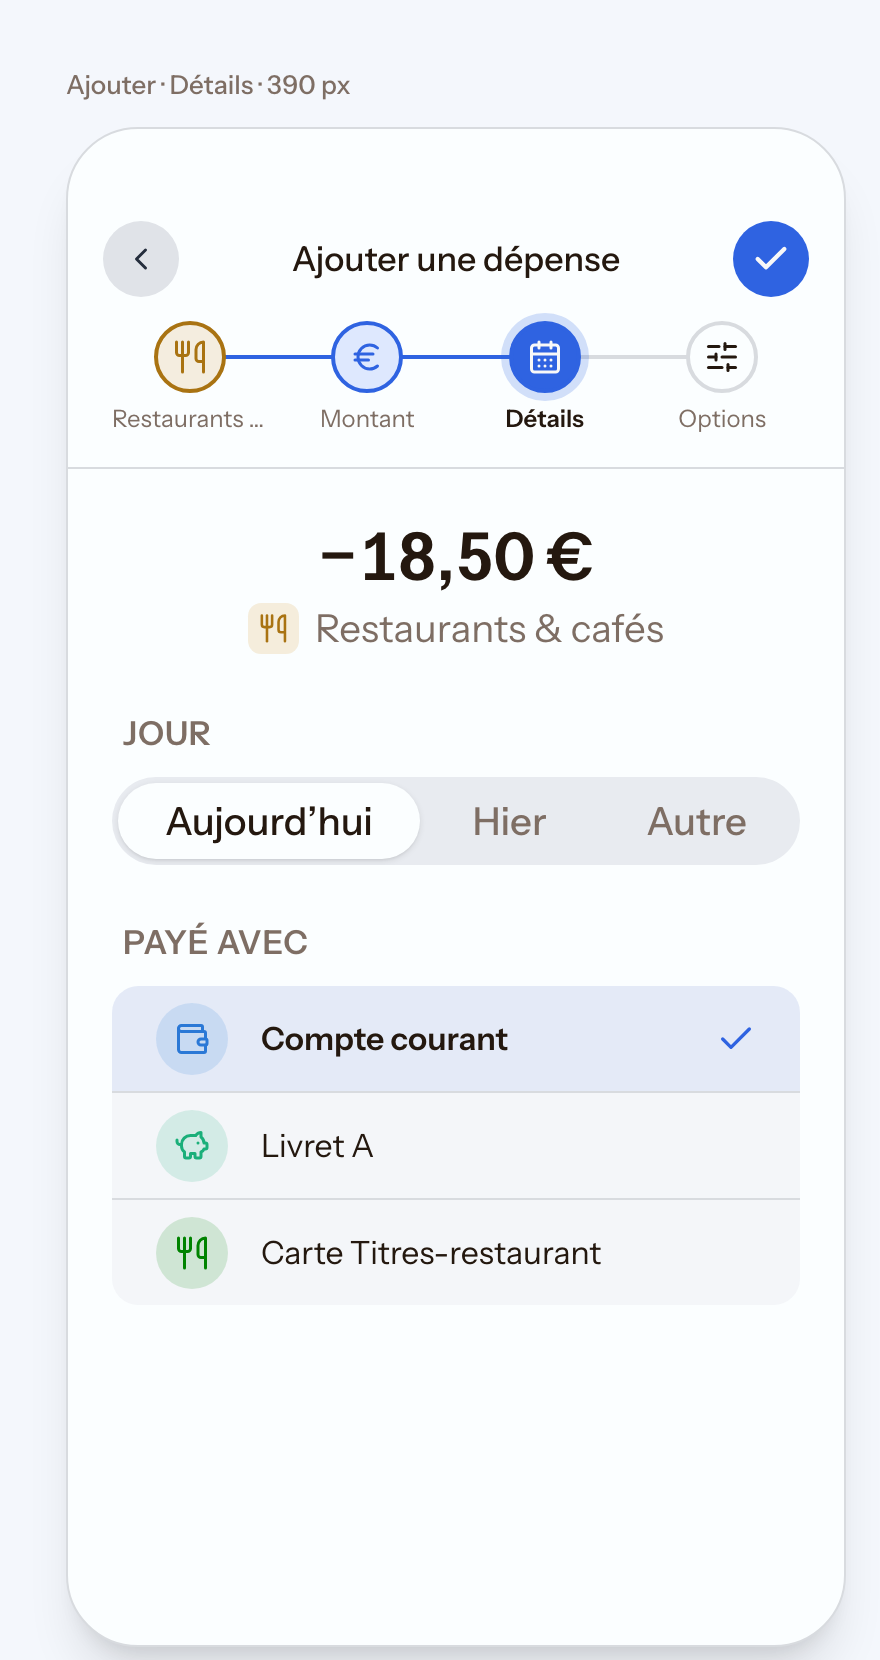 Ajouter · Détails · 390 px
Ajouter une dépense
Restaurants ...
Montant
Détails
Options
−18,50 €
Restaurants & cafés
JOUR
Aujourd’hui
Hier
Autre
PAYÉ AVEC
Compte courant
Livret A
Carte Titres-restaurant